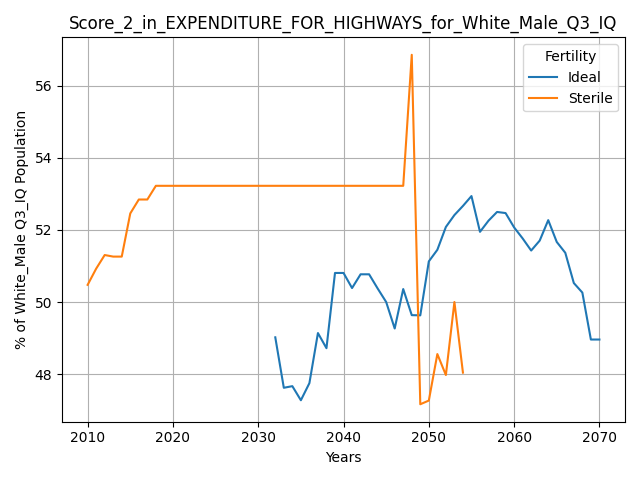 Score_2_in_EXPENDITURE_FOR_HIGHWAYS_for_White_Male_Q3_IQ
Fertility
Ideal
Sterile
% of White_Male Q3_IQ Population
56
54
52
50
48
2010
2020
2030
2040
2050
2060
2070
Years